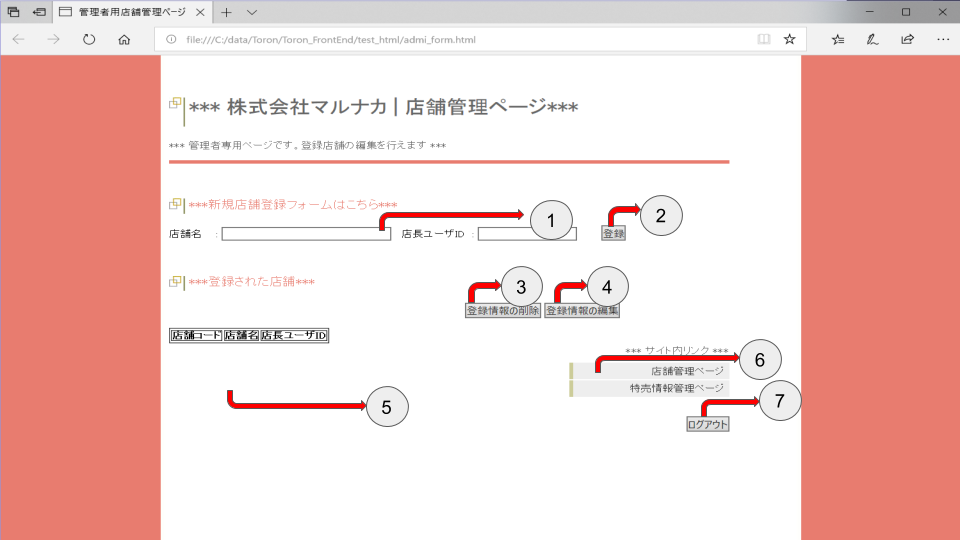 管理者用店舗管理ページ
file:///C:/data/Toron/Toron_FrontEnd/test_html/admi_form.html
*** 株式会社マルナカ | 店舗管理ページ***
*** 管理者専用ページです。登録店舗の編集を行えます ***
***新規店舗登録フォームはこちら***
1
2
店舗名 :
店長ユーザID :
登録
***登録された店舗***
3
4
登録情報の削除
登録情報の編集
店舗コード 店舗名 店長ユーザID
*** サイト内リンク ***
6
店舗管理ページ
特売情報管理ページ
5
7
ログアウト